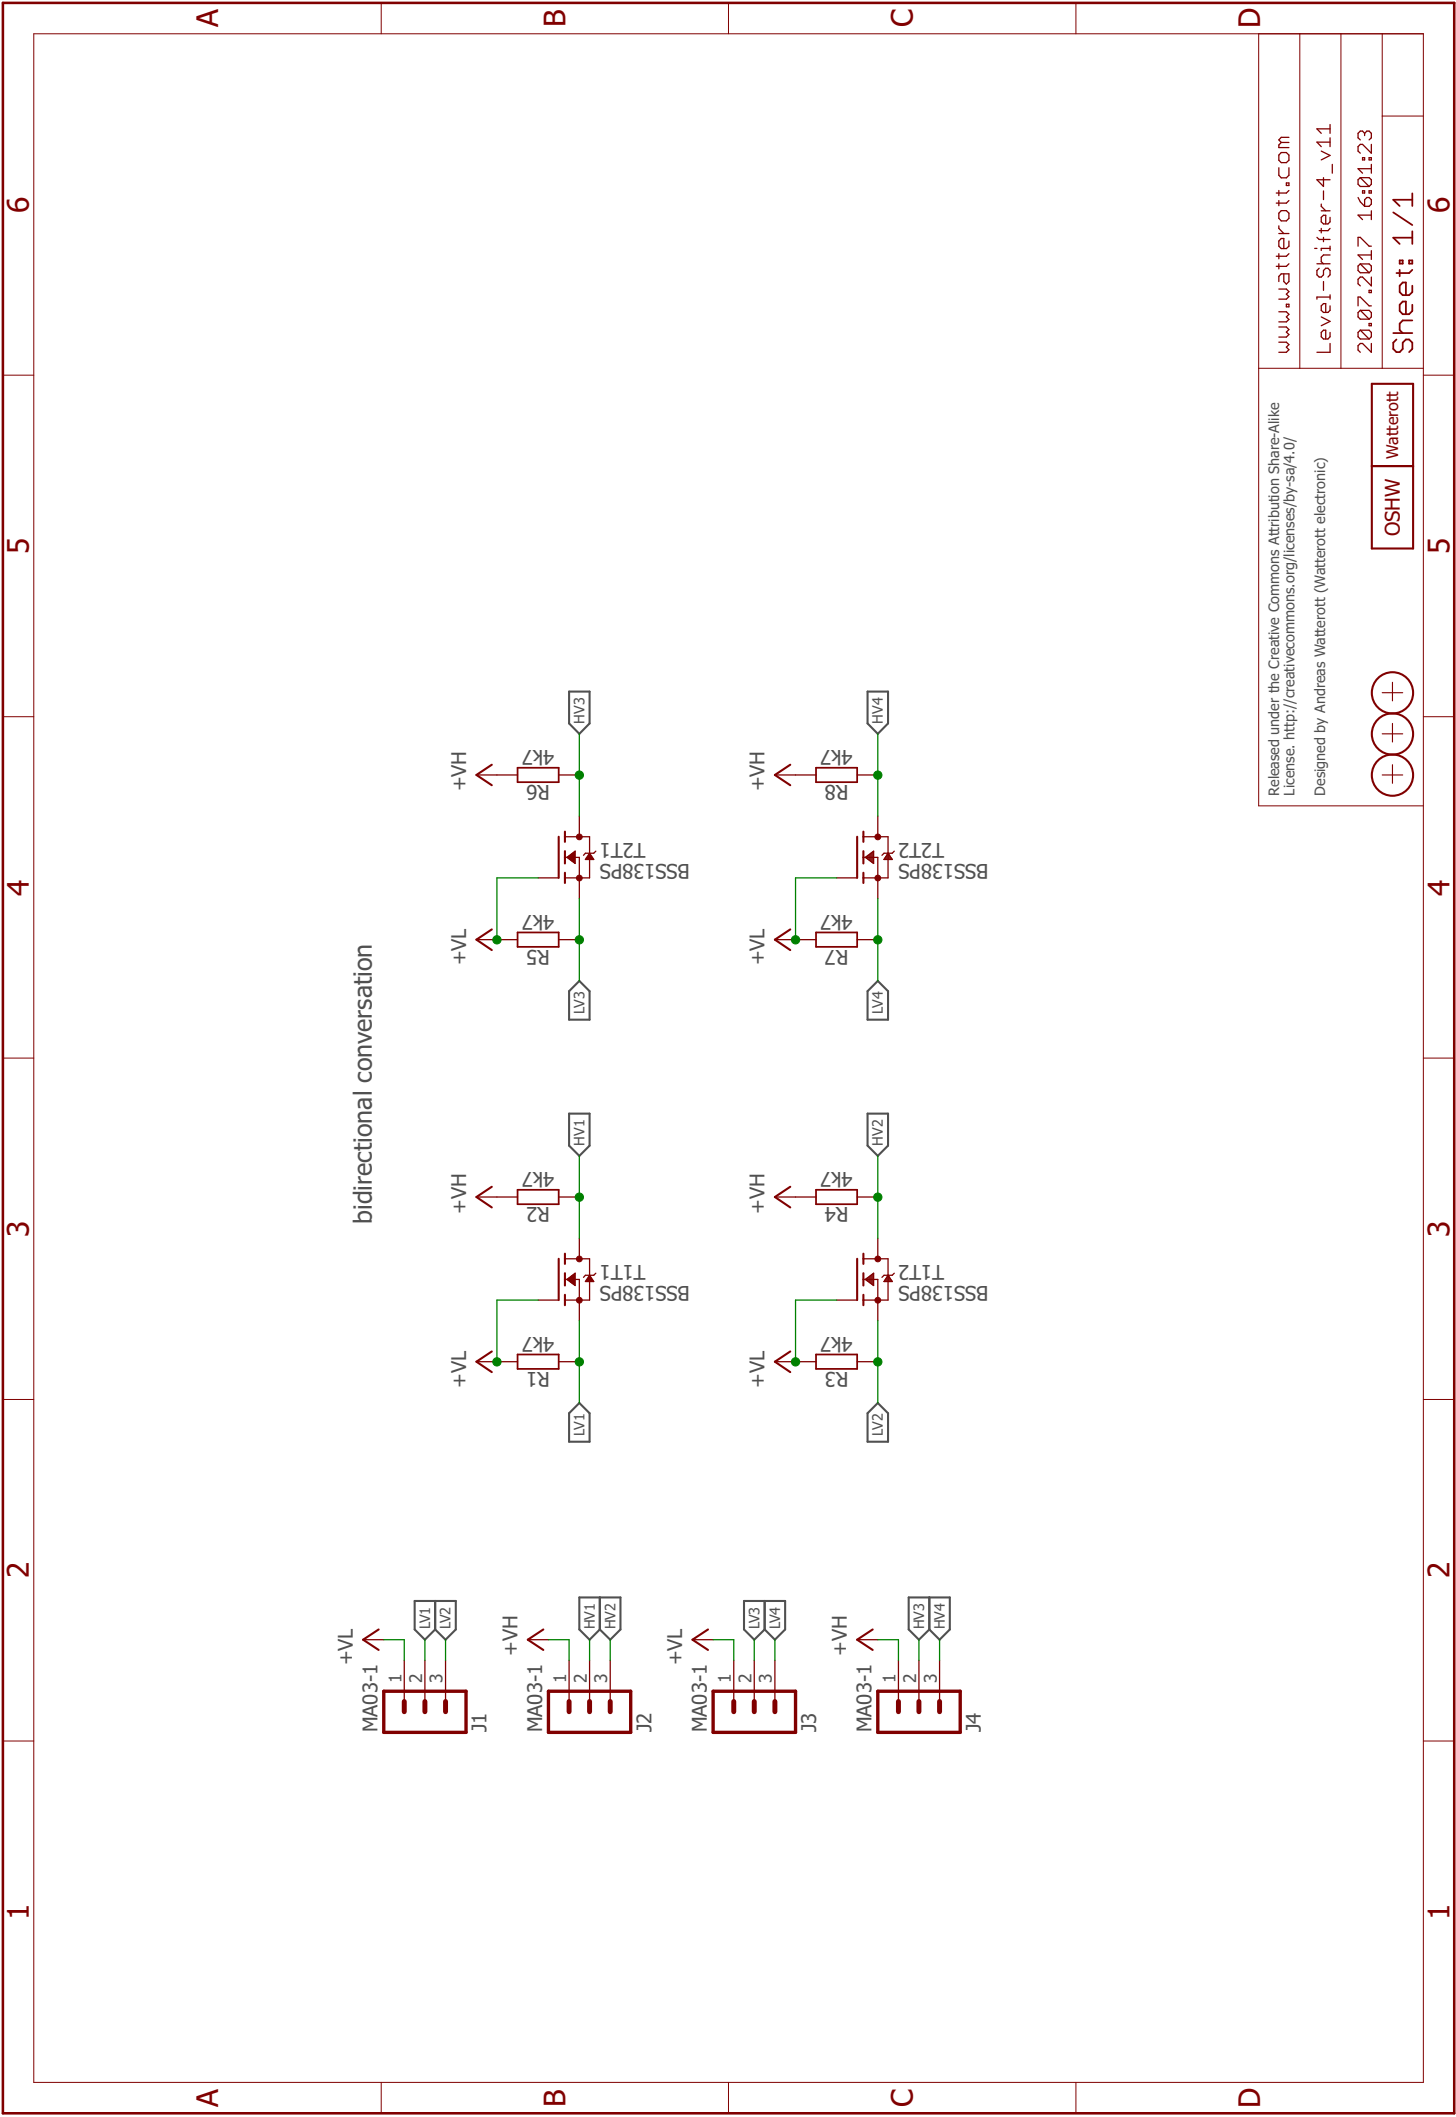 1
2
3
4
5
6
A
A
B
B
C
C
D
D
bidirectional conversation
MA03-1
+VL
1
2
3
LV1
LV2
J1
MA03-1
+VH
1
2
3
HV1
HV2
J2
MA03-1
+VL
1
2
3
LV3
LV4
J3
MA03-1
+VH
1
2
3
HV3
HV4
J4
+VL
+VH
R1
4k7
R2
4k7
LV1
HV1
T1T1
BSS138PS
+VL
+VH
R5
4k7
R6
4k7
LV3
HV3
T2T1
BSS138PS
+VL
+VH
R3
4k7
R4
4k7
LV2
HV2
T1T2
BSS138PS
+VL
+VH
R7
4k7
R8
4k7
LV4
HV4
T2T2
BSS138PS
Released under the Creative Commons Attribution Share-Alike
License. http://creativecommons.org/licenses/by-sa/4.0/
Designed by Andreas Watterott (Watterott electronic)
OSHW
Watterott
www.watterott.com
Level-Shifter-4_v11
20.07.2017 16:01:23
Sheet: 1/1
1
2
3
4
5
6